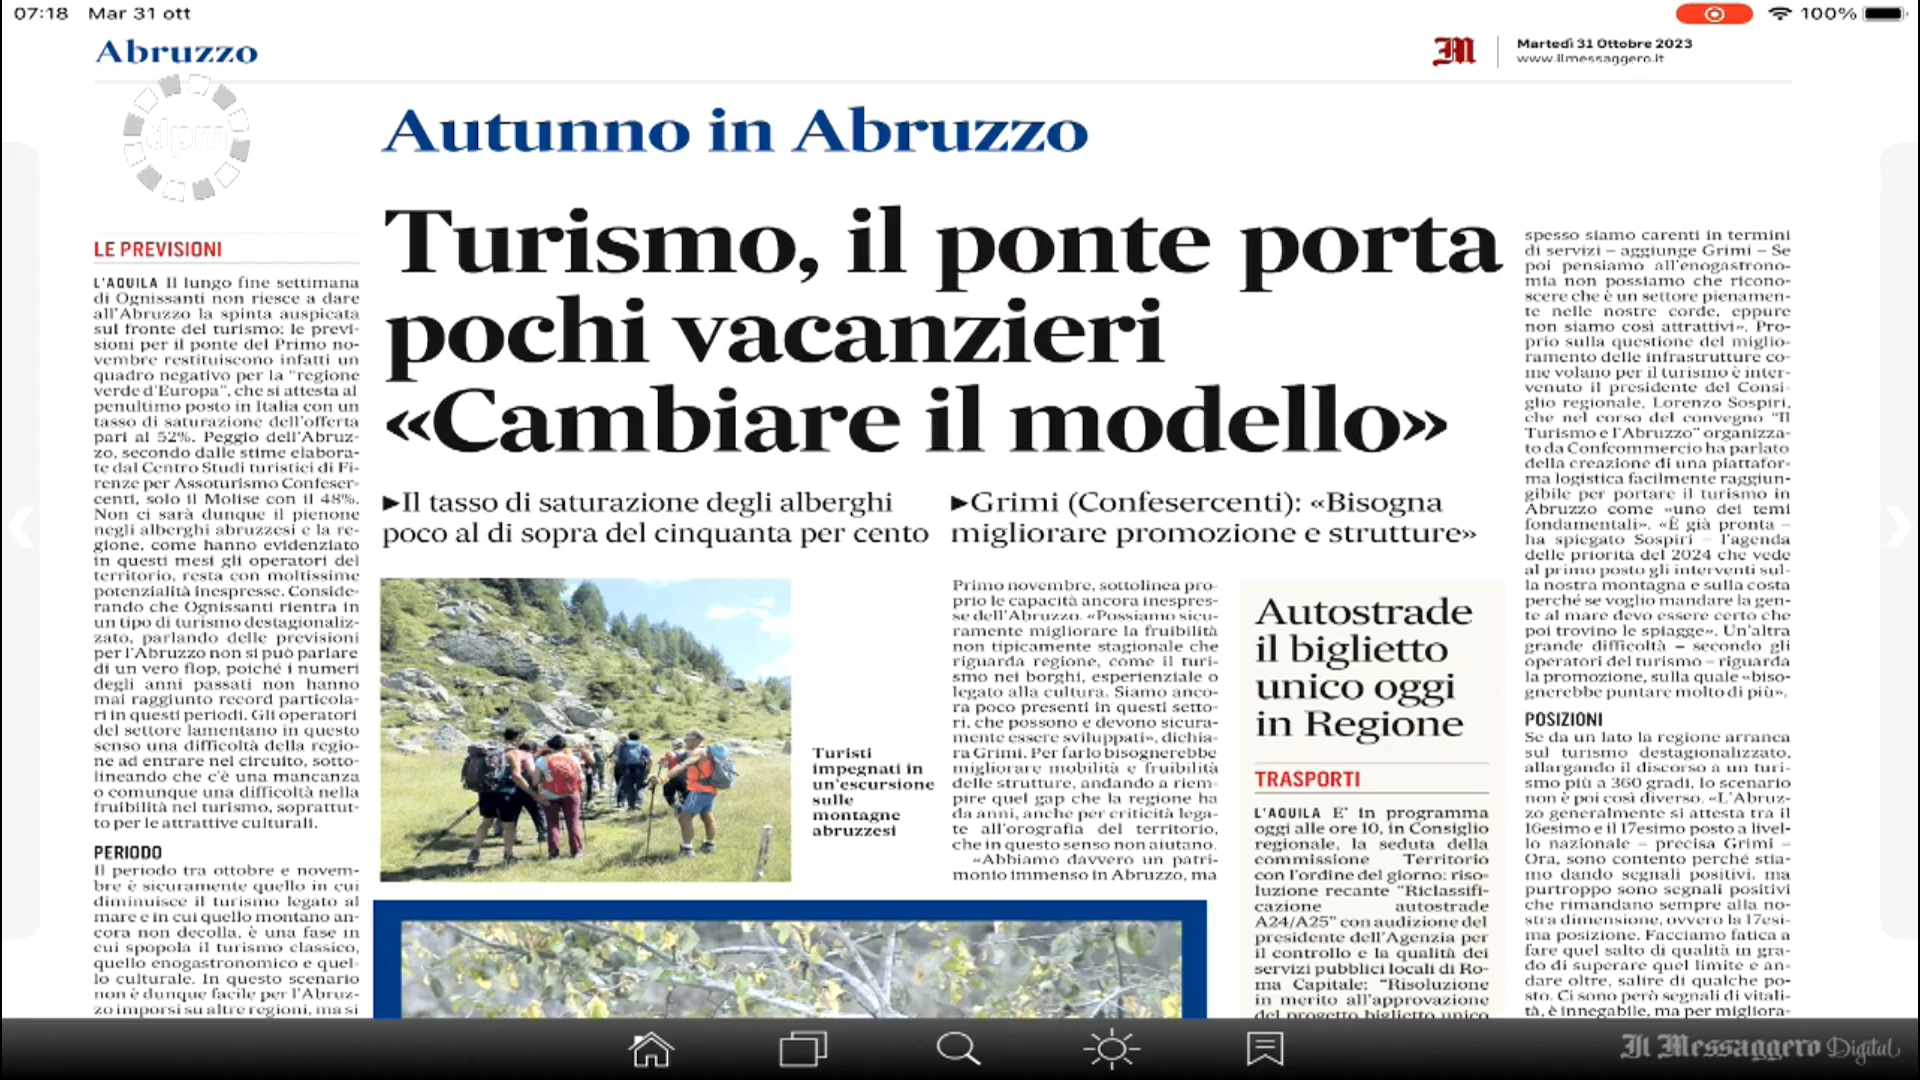 07:18 Mar 31 ott
100%
Abruzzo
M
Martedì 31 Ottobre 2023
www.ilmessaggero.it
dpm
Autunno in Abruzzo
Turismo, il ponte porta
pochi vacanzieri
«Cambiare il modello»
►Il tasso di saturazione degli alberghi
poco al di sopra del cinquanta per cento
►Grimi (Confesercenti): «Bisogna
migliorare promozione e strutture»
LE PREVISIONI
L'AQUILA Il lungo fine settimana
di Ognissanti non riesce a dare
all'Abruzzo la spinta auspicata
sul fronte del turismo: le previ-
sioni per il ponte del Primo no-
vembre restituiscono infatti un
quadro negativo per la "regione
verde d'Europa", che si attesta al
penultimo posto in Italia con un
tasso di saturazione dell'offerta
pari al 52%. Peggio dell'Abruz-
zo, secondo dalle stime elabora-
te dal Centro Studi turistici di Fi-
renze per Assoturismo Confeser-
centi, solo il Molise con il 48%.
Non ci sarà dunque il pienone
negli alberghi abruzzesi e la re-
gione, come hanno evidenziato
in questi mesi gli operatori del
territorio, resta con moltissime
potenzialità inespresse. Conside-
rando che Ognissanti rientra in
un tipo di turismo destagionaliz-
zato, parlando delle previsioni
per l'Abruzzo non si può parlare
di un vero flop, poiché i numeri
degli anni passati non hanno
mai raggiunto record particola-
ri in questi periodi. Gli operatori
del settore lamentano in questo
senso una difficoltà della regio-
ne ad entrare nel circuito, sotto-
lineando che c'è una mancanza
o comunque una difficoltà nella
fruibilità nel turismo, soprattut-
to per le attrattive culturali.
PERIODO
Il periodo tra ottobre e novem-
bre è sicuramente quello in cui
diminuisce il turismo legato al
mare e in cui quello montano an-
cora non decolla, è una fase in
cui spopola il turismo classico,
quello enogastronomico e quel-
lo culturale. In questo scenario
non è dunque facile per l'Abruz-
zo imporsi su altre regioni, ma si
Turisti
impegnati in
un'escursione
sulle
montagne
abruzzesi
Primo novembre, sottolinea pro-
prio le capacità ancora inespres-
se dell'Abruzzo. «Possiamo sicu-
ramente migliorare la fruibilità
non tipicamente stagionale che
riguarda regione, come il turi-
smo nei borghi, esperienziale o
legato alla cultura. Siamo anco-
ra poco presenti in questi setto-
ri, che possono e devono sicura-
mente essere sviluppati», dichia-
ra Grimi. Per farlo bisognerebbe
migliorare mobilità e fruibilità
delle strutture, andando a riem-
pire quel gap che la regione ha
da anni, anche per criticità lega-
te all'orografia del territorio,
che in questo senso non aiutano.
«Abbiamo davvero un patri-
monio immenso in Abruzzo, ma
Autostrade
il biglietto
unico oggi
in Regione
TRASPORTI
L'AQUILA E' in programma
oggi alle ore 10, in Consiglio
regionale, la seduta della
commissione Territorio
con l'ordine del giorno: riso-
luzione recante "Riclassifi-
cazione autostrade
A24/A25" con audizione del
presidente dell'Agenzia per
il controllo e la qualità dei
servizi pubblici locali di Ro-
ma Capitale; "Risoluzione
in merito all'approvazione
del progetto biglietto unico
spesso siamo carenti in termini
di servizi – aggiunge Grimi – Se
poi pensiamo all'enogastrono-
mia non possiamo che ricono-
scere che è un settore pienamen-
te nelle nostre corde, eppure
non siamo così attrattivi». Pro-
prio sulla questione del miglio-
ramento delle infrastrutture co-
me volano per il turismo è inter-
venuto il presidente del Consi-
glio regionale, Lorenzo Sospiri,
che nel corso del convegno "Il
Turismo e l'Abruzzo" organizza-
to da Confcommercio ha parlato
della creazione di una piattafor-
ma logistica facilmente raggiun-
gibile per portare il turismo in
Abruzzo come «uno dei temi
fondamentali». «È già pronta –
ha spiegato Sospiri – l'agenda
delle priorità del 2024 che vede
al primo posto gli interventi sul-
la nostra montagna e sulla costa
perché se voglio mandare la gen-
te al mare devo essere certo che
poi trovino le spiagge». Un'altra
grande difficoltà – secondo gli
operatori del turismo – riguarda
la promozione, sulla quale «biso-
gnerebbe puntare molto di più».
POSIZIONI
Se da un lato la regione arranca
sul turismo destagionalizzato,
allargando il discorso a un turi-
smo più a 360 gradi, lo scenario
non è poi così diverso. «L'Abruz-
zo generalmente si attesta tra il
16esimo e il 17esimo posto a livel-
lo nazionale – precisa Grimi –
Ora, sono contento perché stia-
mo dando segnali positivi, ma
purtroppo sono segnali positivi
che rimandano sempre alla no-
stra dimensione, ovvero la 17esi-
ma posizione. Facciamo fatica a
fare quel salto di qualità in gra-
do di superare quel limite e an-
dare oltre, salire di qualche po-
sto. Ci sono però segnali di vitali-
tà, è innegabile, ma per migliora-
Il Messaggero Digital